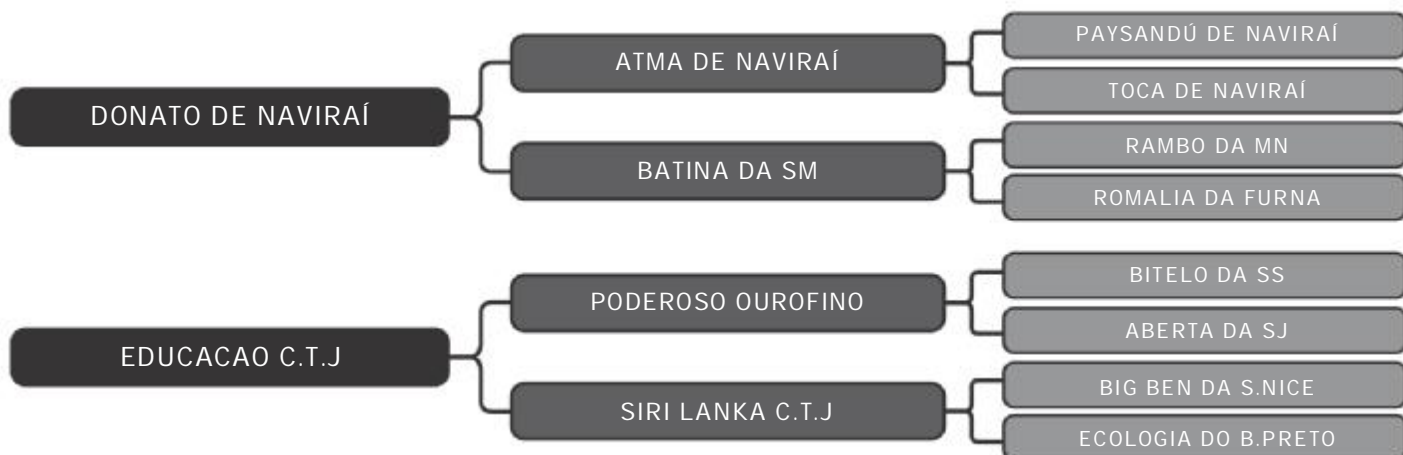 PAYSANDÚ DE NAVIRAÍ
ATMA DE NAVIRAÍ
TOCA DE NAVIRAÍ
DONATO DE NAVIRAÍ
RAMBO DA MN
BATINA DA SM
ROMALIA DA FURNA
BITELO DA SS
PODEROSO OUROFINO
ABERTA DA SJ
EDUCACAO C.T.J
BIG BEN DA S.NICE
SIRI LANKA C.T.J
ECOLOGIA DO B.PRETO